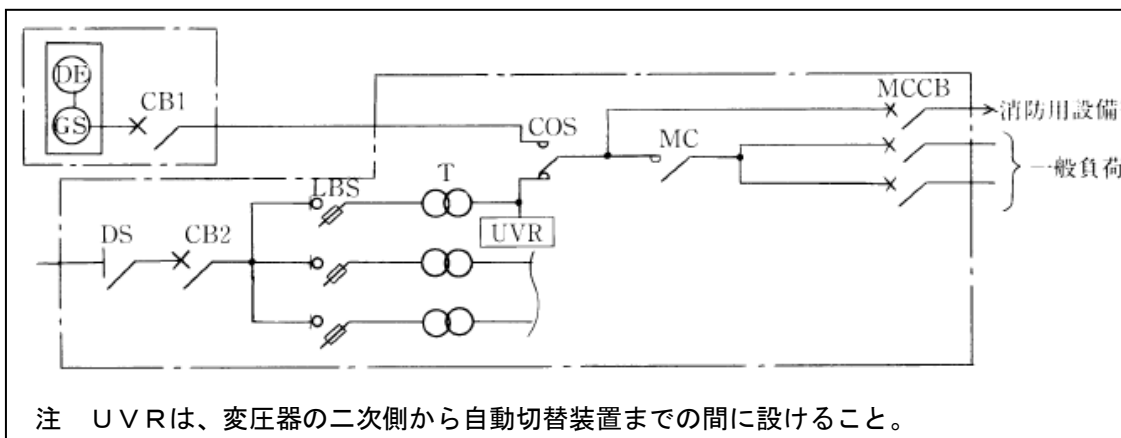 DE
GS
CB1
COS
MCCB
消防用設備
MC
一般負荷
T
LBS
UVR
DS
CB2
注 UVRは、変圧器の二次側から自動切替装置までの間に設けること。